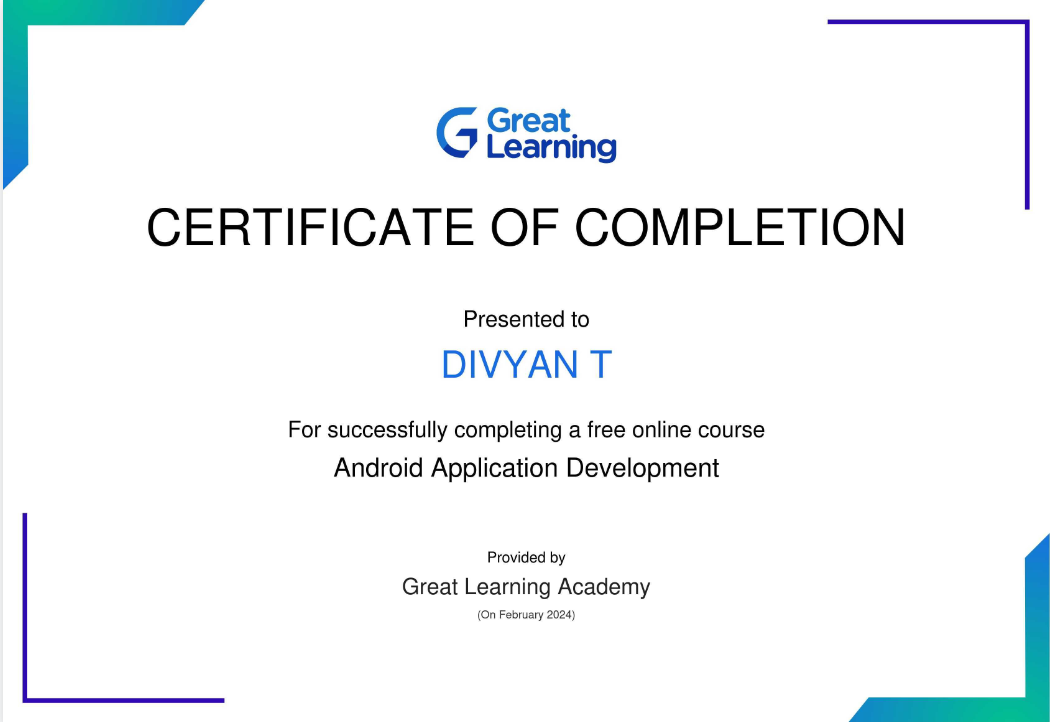 Great
Learning
CERTIFICATE OF COMPLETION
Presented to
DIVYAN T
For successfully completing a free online course
Android Application Development
Provided by
Great Learning Academy
(On February 2024)